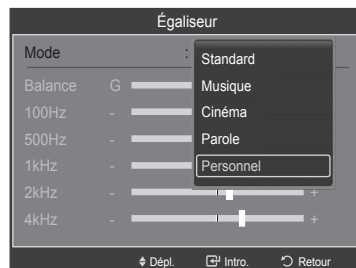 Égaliseur
Mode :
Standard
Musique
Cinéma
Parole
Personnel
Balance G
100Hz -
500Hz -
1kHz -
2kHz - +
4kHz - +
Dépl. Intro. Retour